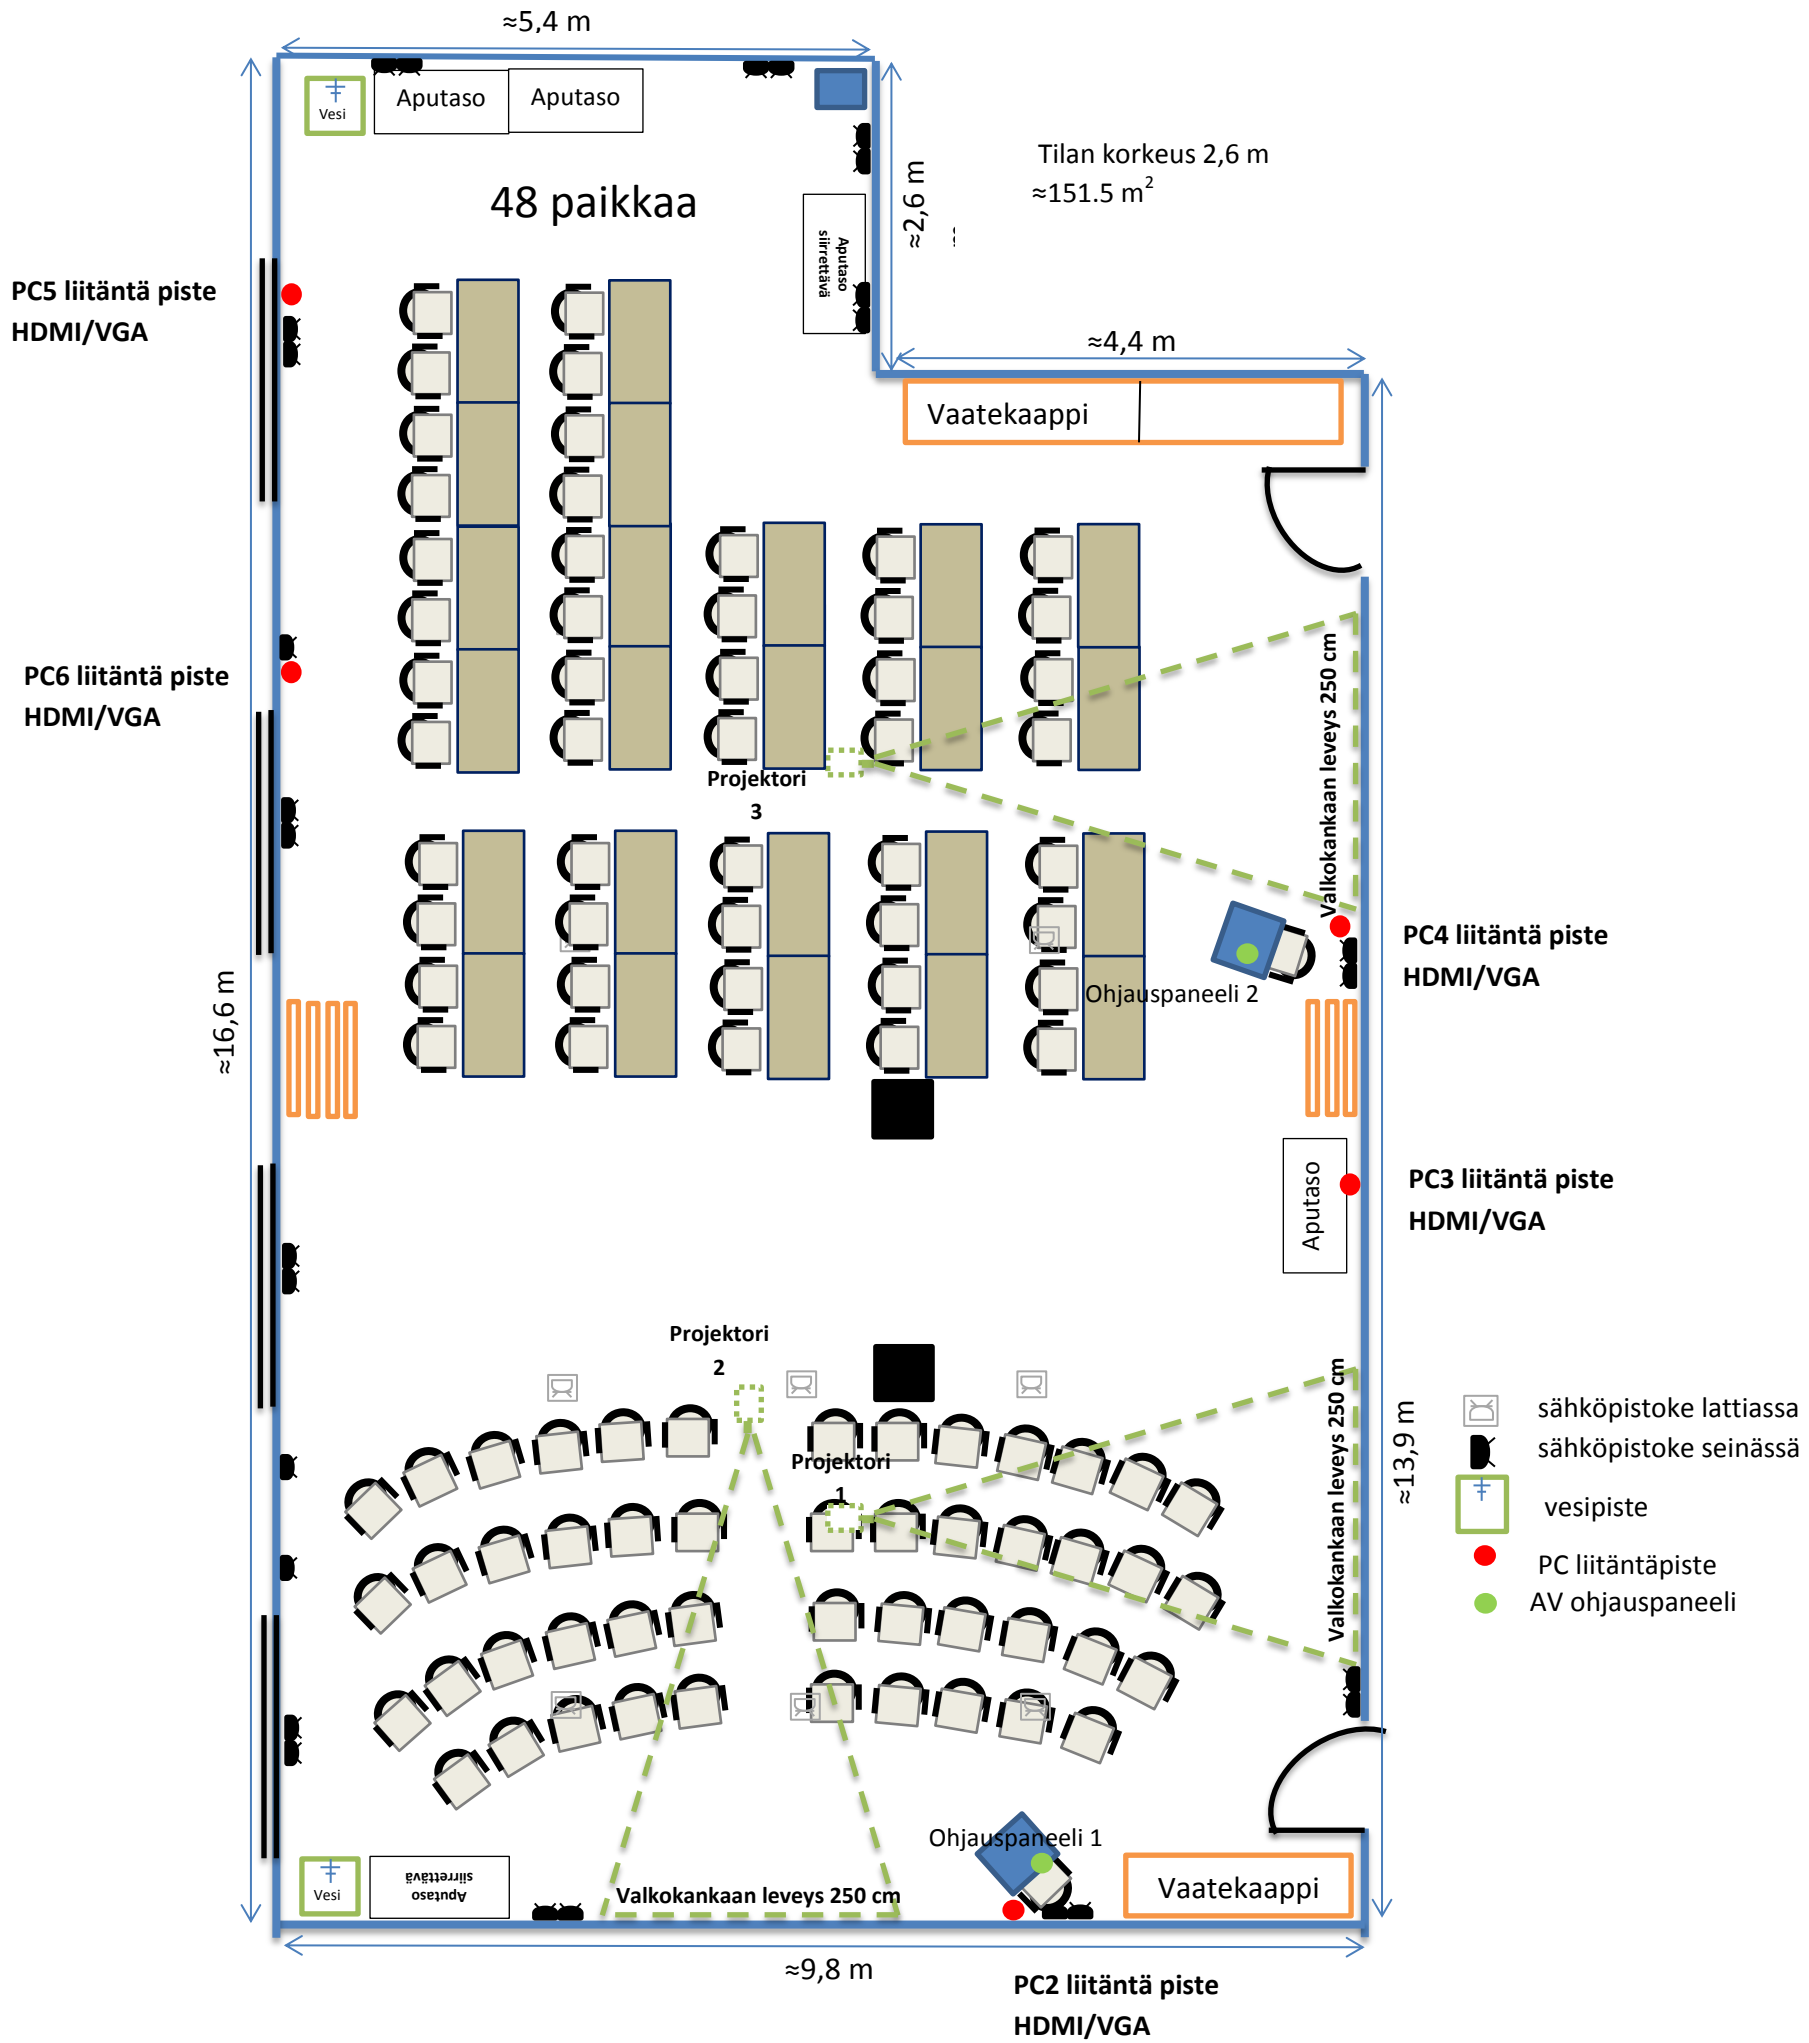 ≈5,4 m
Vesi
Aputaso
Aputaso
Tilan korkeus 2,6 m
≈151.5 m²
48 paikkaa
≈2,6 m
Aputaso
siirrettävä
PC5 liitäntä piste
HDMI/VGA
≈4,4 m
Vaatekaappi
PC6 liitäntä piste
HDMI/VGA
Valkokankaan leveys 250 cm
Projektori
3
PC4 liitäntä piste
HDMI/VGA
Ohjauspaneeli 2
≈16,6 m
Aputaso
PC3 liitäntä piste
HDMI/VGA
Projektori
2
Valkokankaan leveys 250 cm
≈13,9 m
sähköpistoke lattiassa
sähköpistoke seinässä
Projektori
1
vesipiste
PC liitäntäpiste
AV ohjauspaneeli
Ohjauspaneeli 1
Vesi
Aputaso
siirrettävä
Valkokankaan leveys 250 cm
Vaatekaappi
≈9,8 m
PC2 liitäntä piste
HDMI/VGA